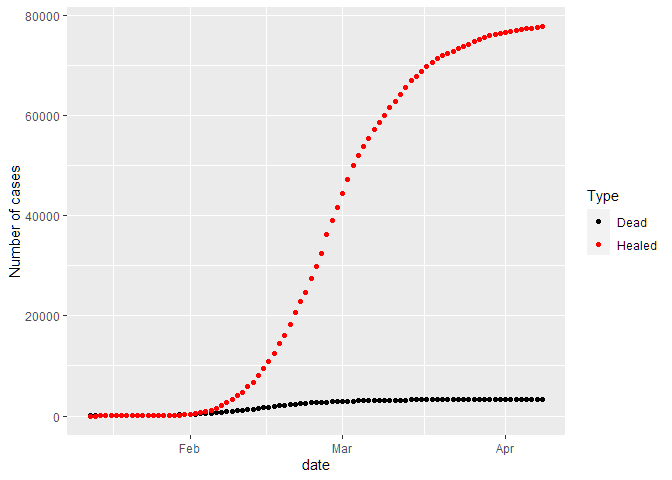 80000
60000
40000
20000
0
Number of cases
Feb
Mar
Apr
date
Type
Dead
Healed